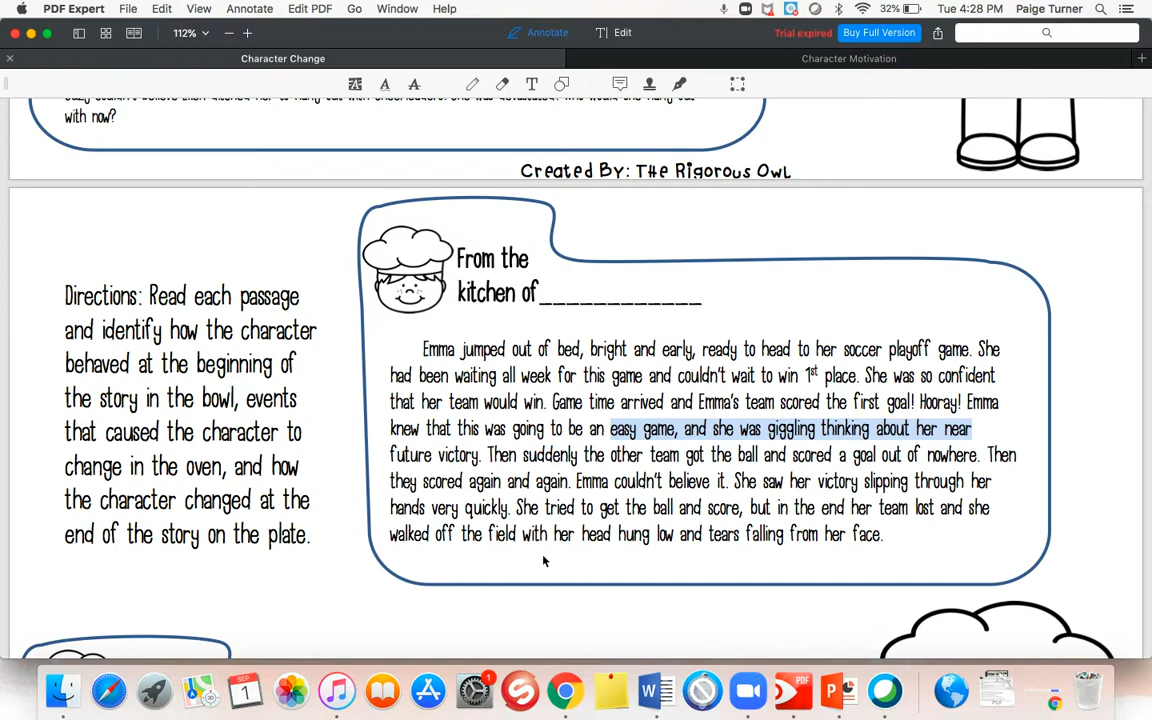 PDF Expert File Edit View Annotate Edit PDF Go Window Help 32% Tue 4:28 PM Paige Turner
112% Annotate Edit Trial expired Buy Full Version
Character Change Character Motivation
A A A T
with now?
Created By: The Rigorous Owl
From the
kitchen of____________
Directions: Read each passage
and identify how the character
behaved at the beginning of
the story in the bowl, events
that caused the character to
change in the oven, and how
the character changed at the
end of the story on the plate.
Emma jumped out of bed, bright and early, ready to head to her soccer playoff game. She
had been waiting all week for this game and couldn't wait to win 1st place. She was so confident
that her team would win. Game time arrived and Emma's team scored the first goal! Hooray! Emma
knew that this was going to be an easy game, and she was giggling thinking about her near
future victory. Then suddenly the other team got the ball and scored a goal out of nowhere. Then
they scored again and again. Emma couldn't believe it. She saw her victory slipping through her
hands very quickly. She tried to get the ball and score, but in the end her team lost and she
walked off the field with her head hung low and tears falling from her face.
SEP
1
1
W
PDF
P
PDF